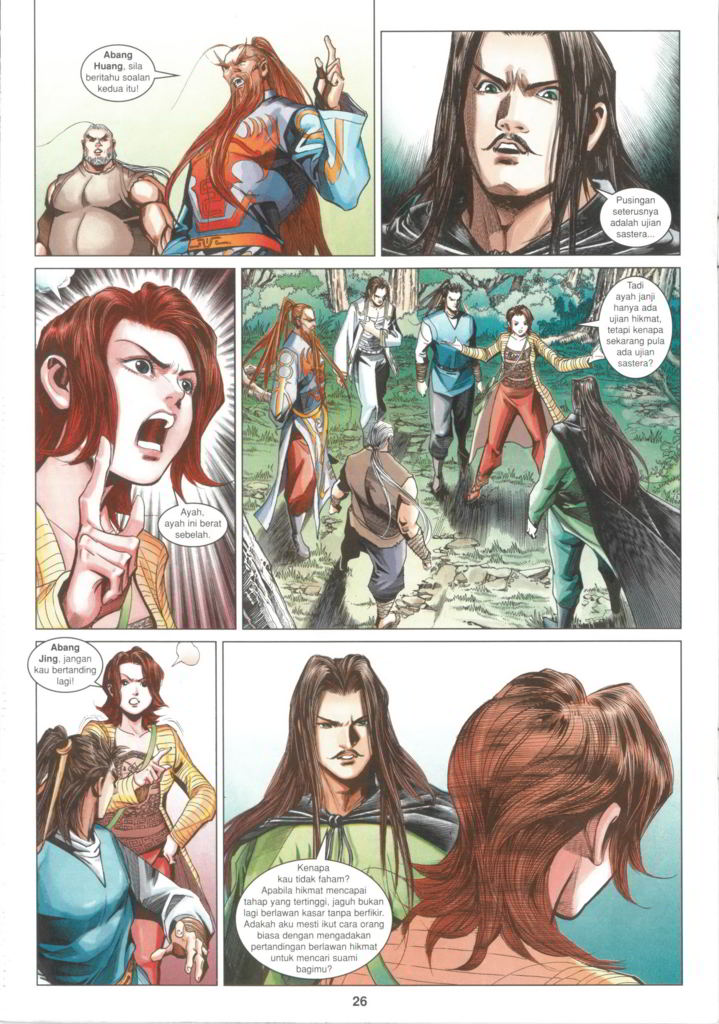 Abang
Huang, sila
beritahu soalan
kedua itu!
Pusingan
seterusnya
adalah ujian
sastera...
Ayah,
ayah ini berat
sebelah.
Tadi
ayah janji
hanya ada
ujian hikmat,
tetapi kenapa
sekarang pula
ada ujian
sastera?
Abang
Jing, jangan
kau bertanding
lagi!
Kenapa
kau tidak faham?
Apabila hikmat mencapai
tahap yang tertinggi, jaguh bukan
lagi berlawan kasar tanpa berfikir.
Adakah aku mesti ikut cara orang
biasa dengan mengadakan
pertandingan berlawan hikmat
untuk mencari suami
bagimu?
26